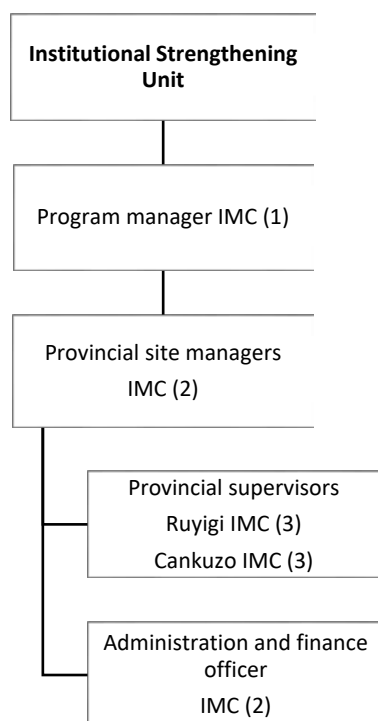 Institutional Strengthening
Unit
Program manager IMC (1)
Provincial site managers
IMC (2)
Provincial supervisors
Ruyigi IMC (3)
Cankuzo IMC (3)
Administration and finance
officer
IMC (2)